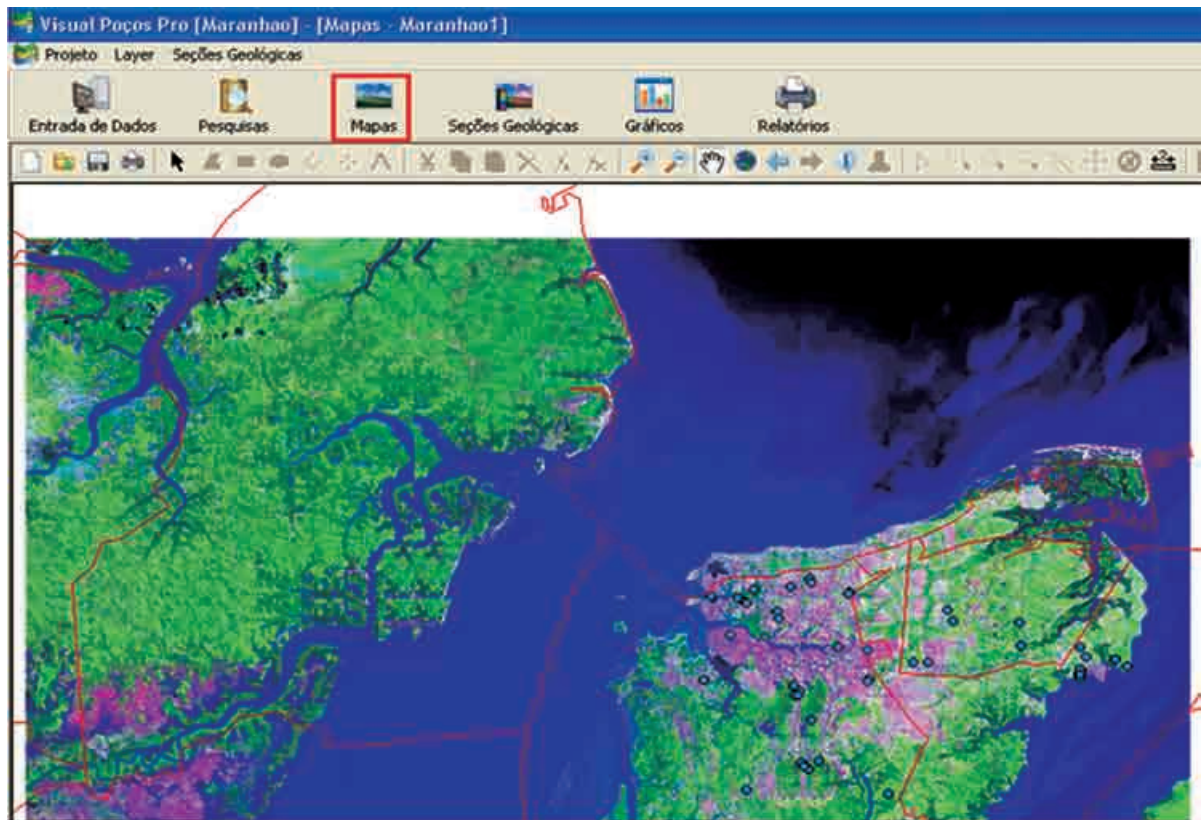 Visual Poços Pro [Maranhao] - [Mapas - Maranhao1]
Projeto Layer Seções Geológicas
Entrada de Dados Pesquisas Mapas Seções Geológicas Gráficos Relatórios